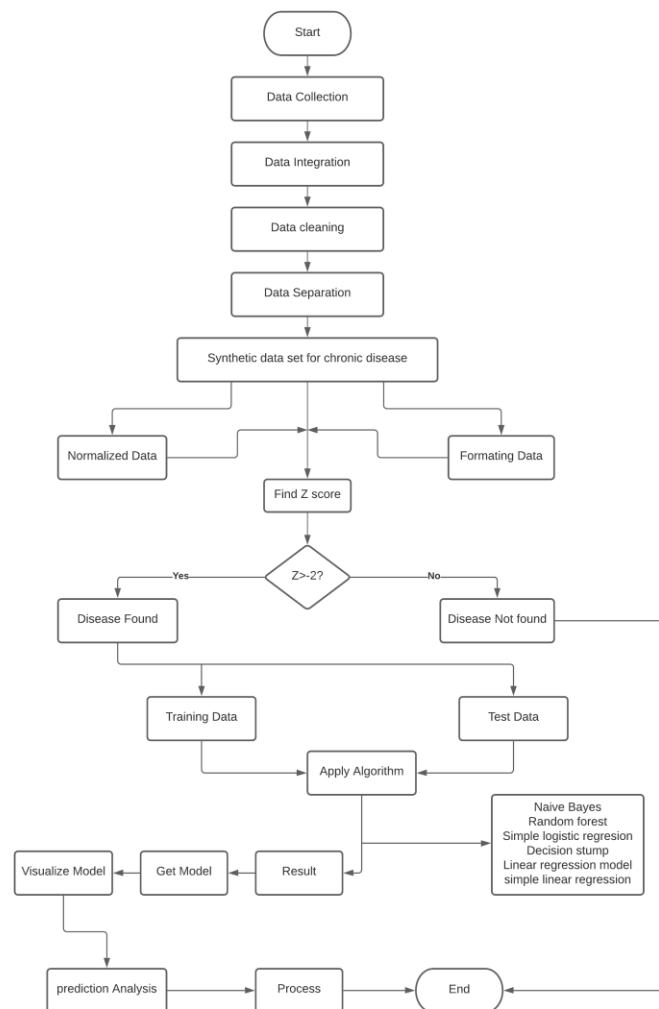 Start
Data Collection
Data Integration
Data cleaning
Data Separation
Synthetic data set for chronic disease
Normalized Data
Formating Data
Find Z score
Z>-2?
Yes
No
Disease Found
Disease Not found
Training Data
Test Data
Apply Algorithm
Naive Bayes
Random forest
Simple logistic regresion
Decision stump
Linear regression model
simple linear regression
Visualize Model
Get Model
Result
prediction Analysis
Process
End